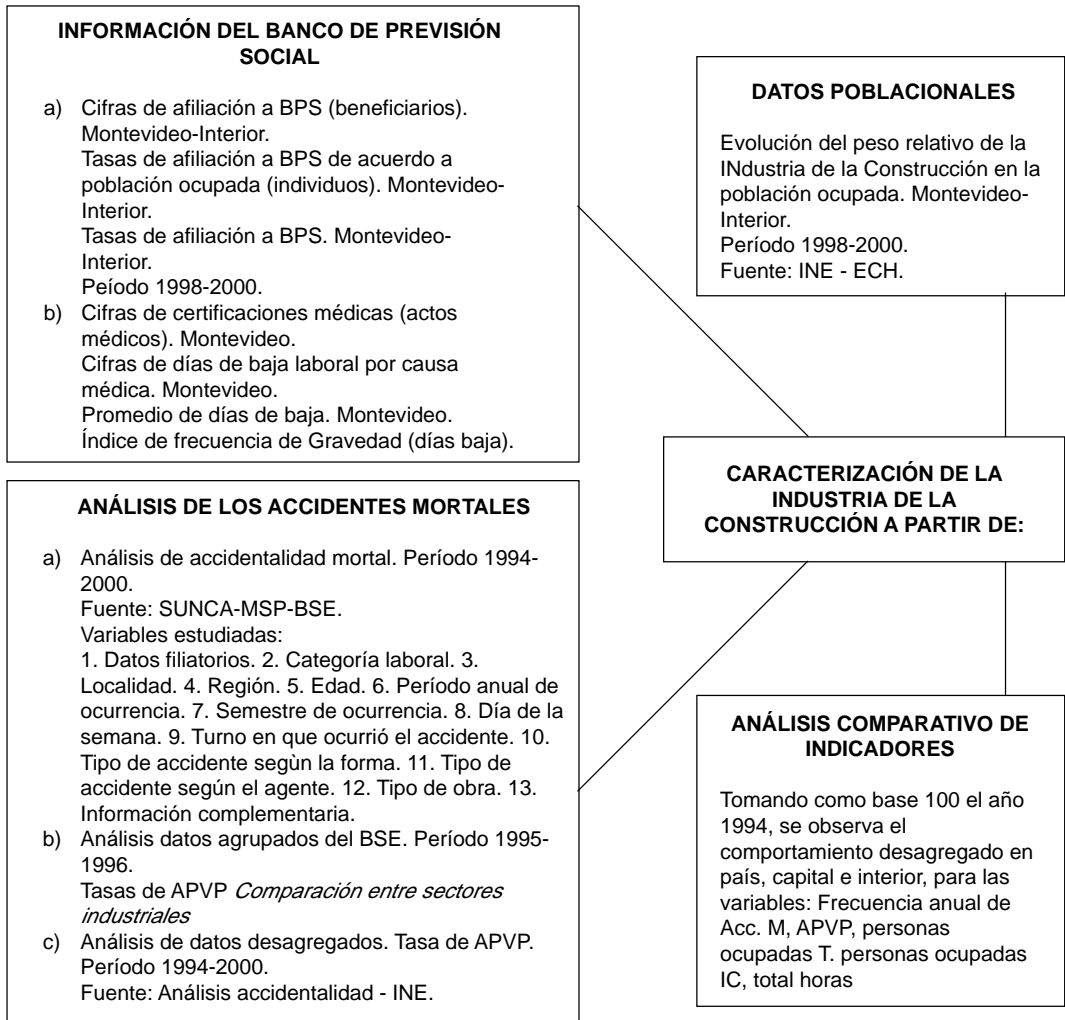 INFORMACIÓN DEL BANCO DE PREVISIÓN
SOCIAL
a) Cifras de afiliación a BPS (beneficiarios).
Montevideo-Interior.
Tasas de afiliación a BPS de acuerdo a
población ocupada (individuos). Montevideo-
Interior.
Tasas de afiliación a BPS. Montevideo-
Interior.
Peíodo 1998-2000.
b) Cifras de certificaciones médicas (actos
médicos). Montevideo.
Cifras de días de baja laboral por causa
médica. Montevideo.
Promedio de días de baja. Montevideo.
Índice de frecuencia de Gravedad (días baja).
DATOS POBLACIONALES
Evolución del peso relativo de la
INdustria de la Construcción en la
población ocupada. Montevideo-
Interior.
Período 1998-2000.
Fuente: INE - ECH.
CARACTERIZACIÓN DE LA
INDUSTRIA DE LA
CONSTRUCCIÓN A PARTIR DE:
ANÁLISIS DE LOS ACCIDENTES MORTALES
a) Análisis de accidentalidad mortal. Período 1994-
2000.
Fuente: SUNCA-MSP-BSE.
Variables estudiadas:
1. Datos filiatorios. 2. Categoría laboral. 3.
Localidad. 4. Región. 5. Edad. 6. Período anual de
ocurrencia. 7. Semestre de ocurrencia. 8. Día de la
semana. 9. Turno en que ocurrió el accidente. 10.
Tipo de accidente segùn la forma. 11. Tipo de
accidente según el agente. 12. Tipo de obra. 13.
Información complementaria.
b) Análisis datos agrupados del BSE. Período 1995-
1996.
Tasas de APVP Comparación entre sectores
industriales
c) Análisis de datos desagregados. Tasa de APVP.
Período 1994-2000.
Fuente: Análisis accidentalidad - INE.
ANÁLISIS COMPARATIVO DE
INDICADORES
Tomando como base 100 el año
1994, se observa el
comportamiento desagregado en
país, capital e interior, para las
variables: Frecuencia anual de
Acc. M, APVP, personas
ocupadas T. personas ocupadas
IC, total horas